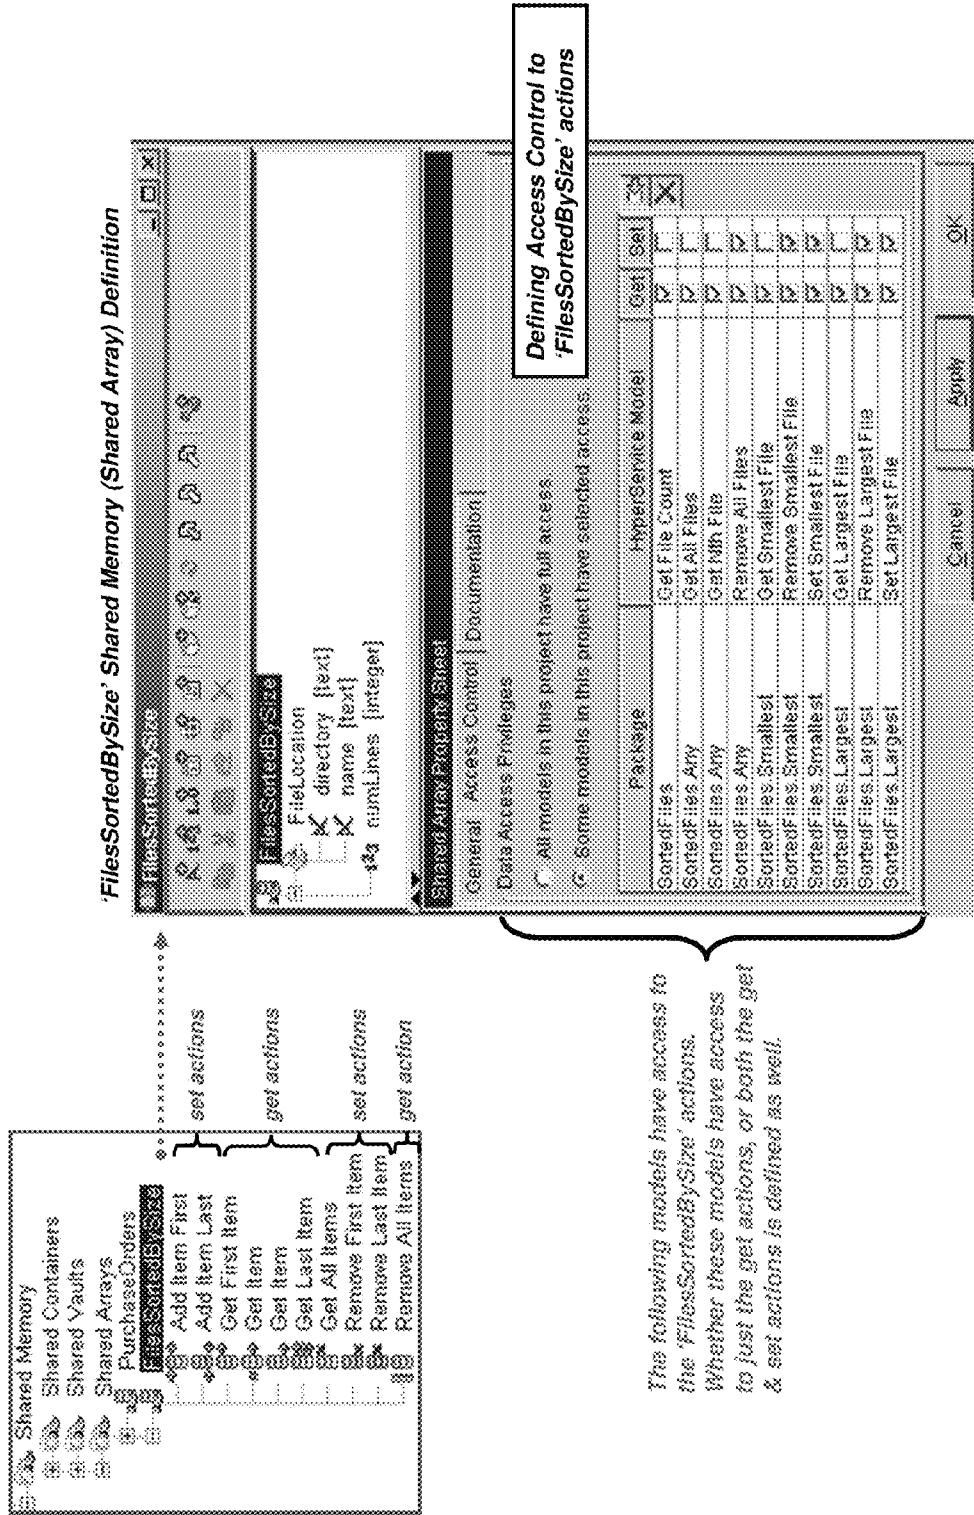 'FilesSortedBySize' Shared Memory (Shared Array) Definition
Shared Memory
Shared Containers
Shared Vaults
Shared Arrays
PurchaseOrders
FilesSortedBySize
Add Item First
Add Item Last
Get First Item
Get Item
Get Item
Get Last Item
Get All Items
Remove First Item
Remove Last Item
Remove All Items
set actions
get actions
set actions
get action
FilesSortedBySize
FilesSortedBySize
FileLocation
directory [text]
name [text]
numLines [integer]
Shared Array Property Sheet
General Access Control Documentation
Data Access Privileges
All models in this project have full access.
Some models in this project have selected access.
Defining Access Control to
'FilesSortedBySize' actions
Package HyperService Model Get Set
SortedFiles Get File Count
SortedFiles.Any Get All Files
SortedFiles.Any Get Nth File
SortedFiles.Any Remove All Files
SortedFiles.Smallest Get Smallest File
SortedFiles.Smallest Remove Smallest File
SortedFiles.Smallest Set Smallest File
SortedFiles.Largest Get Largest File
SortedFiles.Largest Remove Largest File
SortedFiles.Largest Set Largest File
Cancel Apply OK
The following models have access to
the 'FilesSortedBySize' actions.
Whether these models have access
to just the get actions, or both the get
& set actions is defined as well.